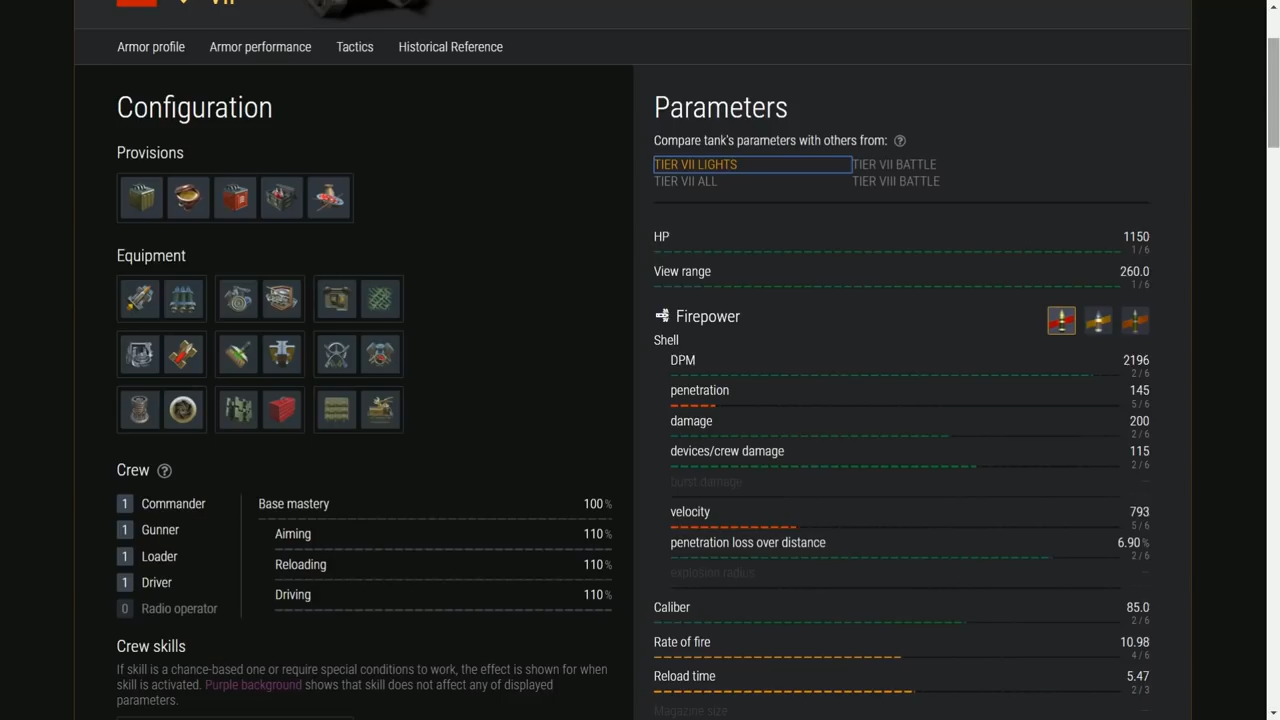 VII
Armor profile
Armor performance
Tactics
Historical Reference
Configuration
Provisions
Equipment
Crew ?
1 Commander
1 Gunner
1 Loader
1 Driver
0 Radio operator
Base mastery 100 %
Aiming 110 %
Reloading 110 %
Driving 110 %
Crew skills
If skill is a chance-based one or require special conditions to work, the effect is shown for when
skill is activated. Purple background shows that skill does not affect any of displayed
parameters.
Parameters
Compare tank's parameters with others from: ?
TIER VII LIGHTS
TIER VII BATTLE
TIER VII ALL
TIER VIII BATTLE
HP 1150
1 / 6
View range 260.0
1 / 6
Firepower
Shell
DPM 2196
2 / 6
penetration 145
5 / 6
damage 200
2 / 6
devices/crew damage 115
2 / 6
burst damage —
velocity 793
5 / 6
penetration loss over distance 6.90 %
2 / 6
explosion radius —
Caliber 85.0
2 / 6
Rate of fire 10.98
4 / 6
Reload time 5.47
2 / 3
Magazine size —